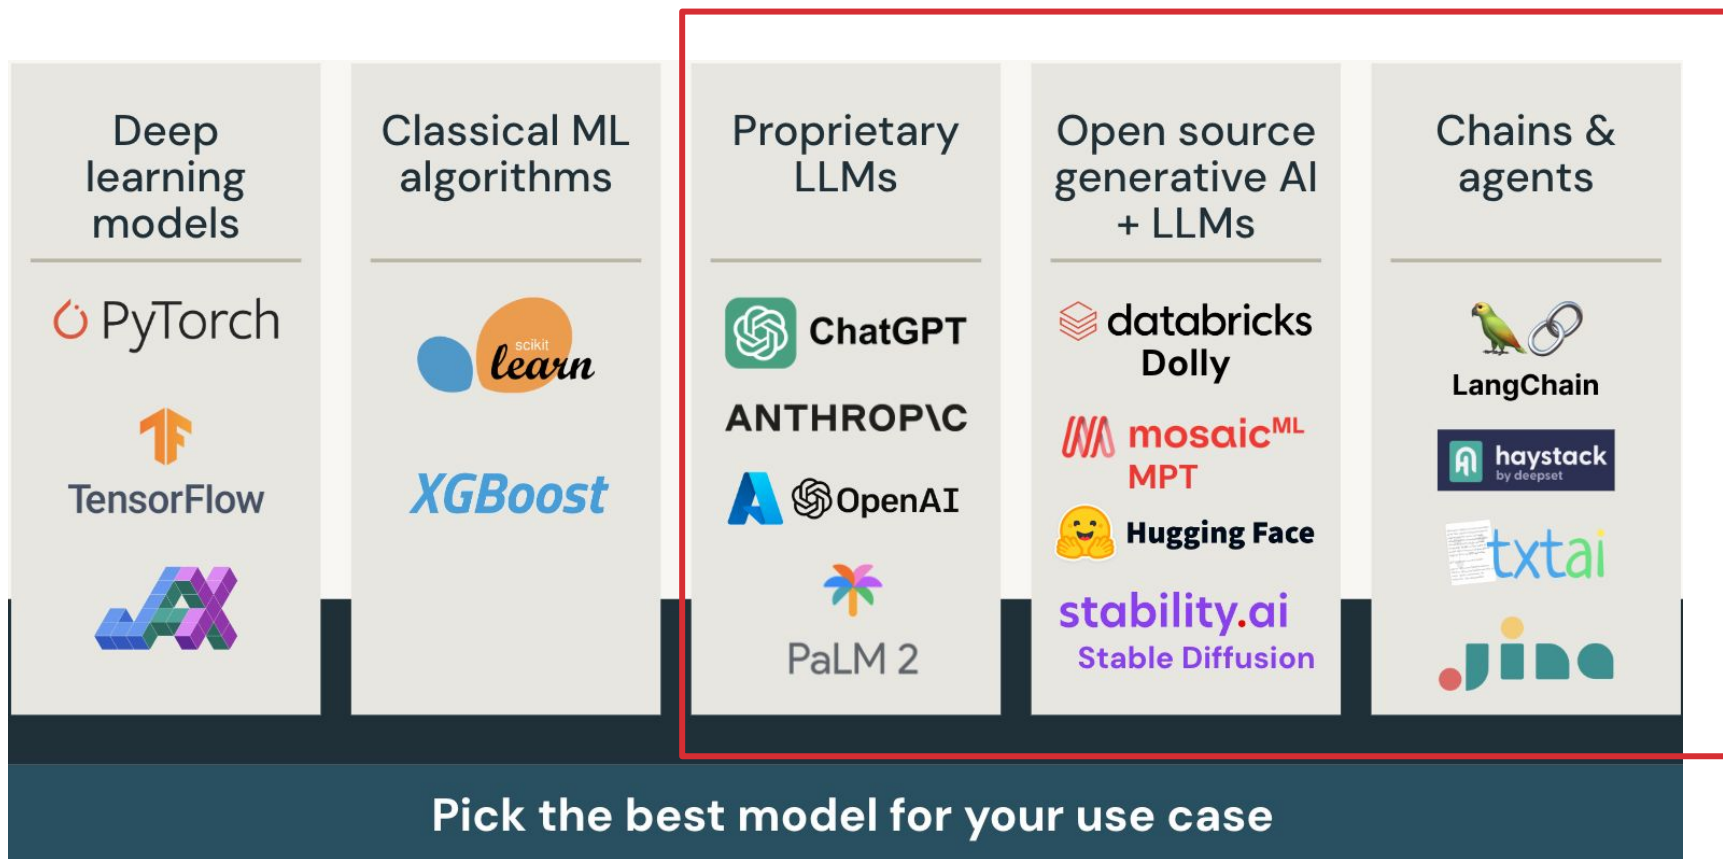 Deep
learning
models
PyTorch
TensorFlow
JAX
Classical ML
algorithms
scikit
learn
XGBoost
Proprietary
LLMs
ChatGPT
ANTHROP\C
OpenAI
PaLM 2
Open source
generative AI
+ LLMs
databricks
Dolly
mosaicML
MPT
Hugging Face
stability.ai
Stable Diffusion
Chains &
agents
LangChain
haystack
by deepset
txtai
Jina
Pick the best model for your use case